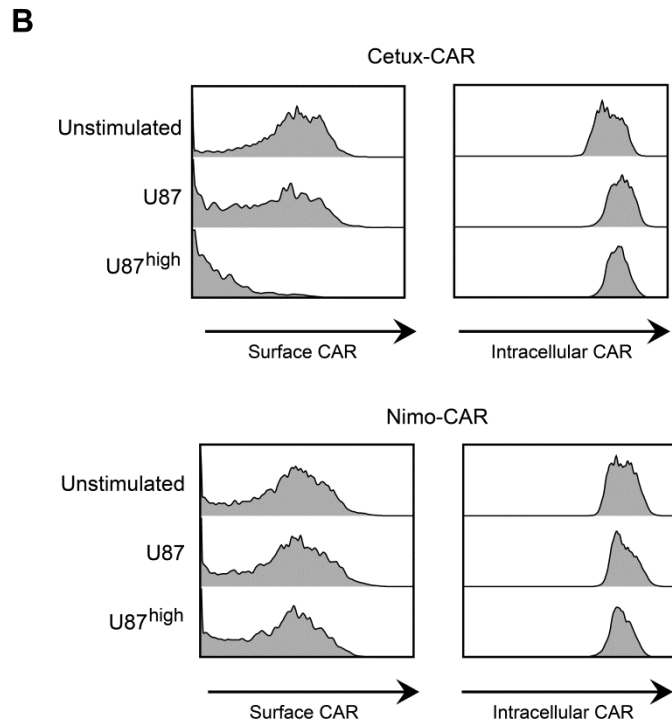 B
Cetux-CAR
Unstimulated
U87
U87high
Surface CAR
Intracellular CAR
Nimo-CAR
Unstimulated
U87
U87high
Surface CAR
Intracellular CAR